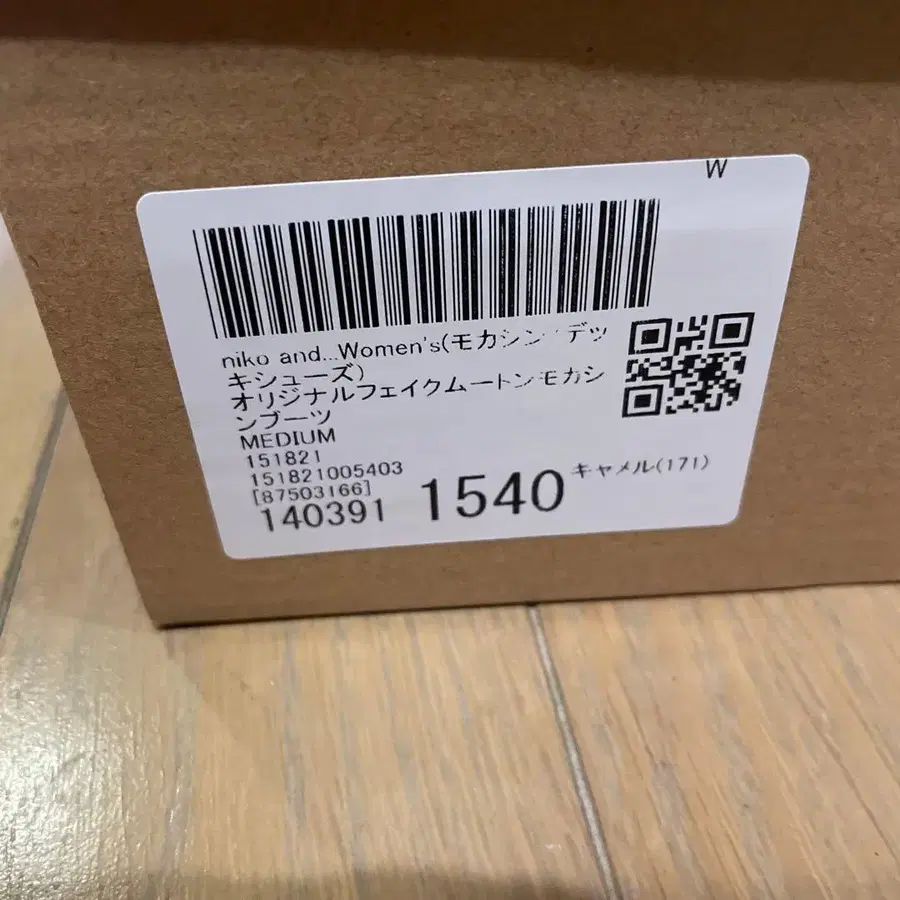 W
niko and...Women's(モカシン/デッ
キシューズ)
オリジナルフェイクムートンモカシ
ンブーツ
MEDIUM
151821
151821005403
[87503166]
140391 1540 キャメル(171)